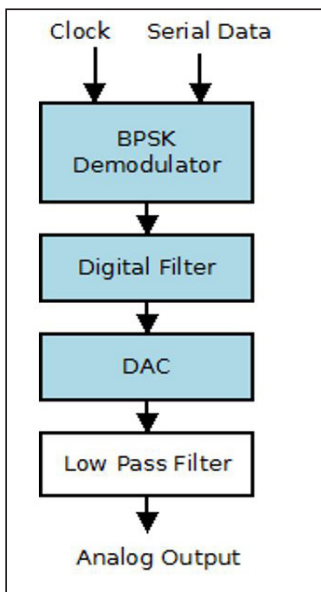 Clock Serial Data
BPSK
Demodulator
Digital Filter
DAC
Low Pass Filter
Analog Output